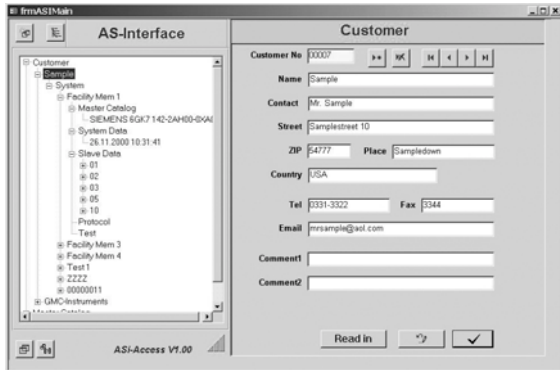 frmASIMain
AS-Interface
Customer
Sample
System
Facility Mem 1
Master Catalog
SIEMENS 6GK7 142-2AH00-0XA
System Data
26.11.2000 10:31:41
Slave Data
01
02
03
05
10
Protocol
Test
Facility Mem 3
Facility Mem 4
Test1
ZZZZ
00000011
GMC-Instruments
Master Catalog
ASi-Access V1.00
Customer
Customer No 00007
Name Sample
Contact Mr. Sample
Street Samplestreet 10
ZIP 54777 Place Sampledown
Country USA
Tel 0331-3322 Fax 3344
Email mrsample@aol.com
Comment1
Comment2
Read in